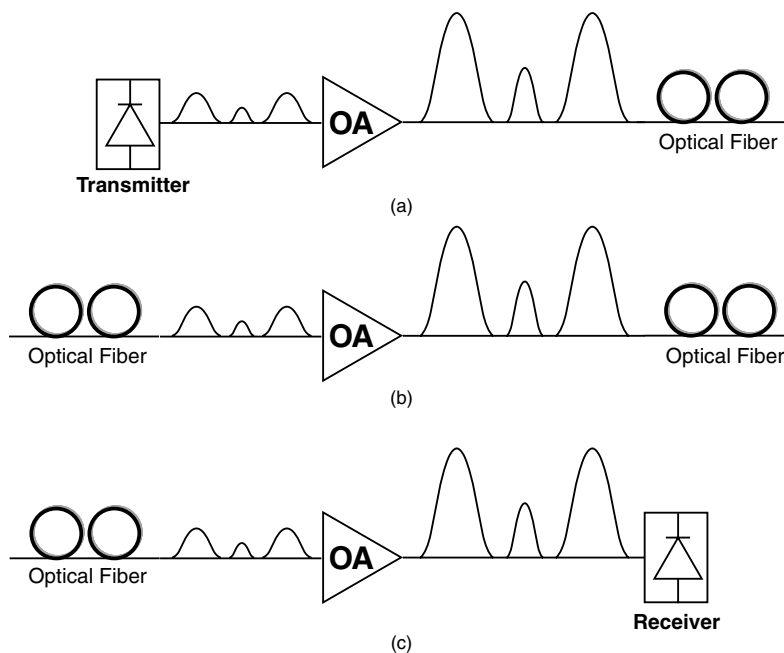 OA
Optical Fiber
Transmitter
(a)
OA
Optical Fiber
Optical Fiber
(b)
OA
Optical Fiber
Receiver
(c)